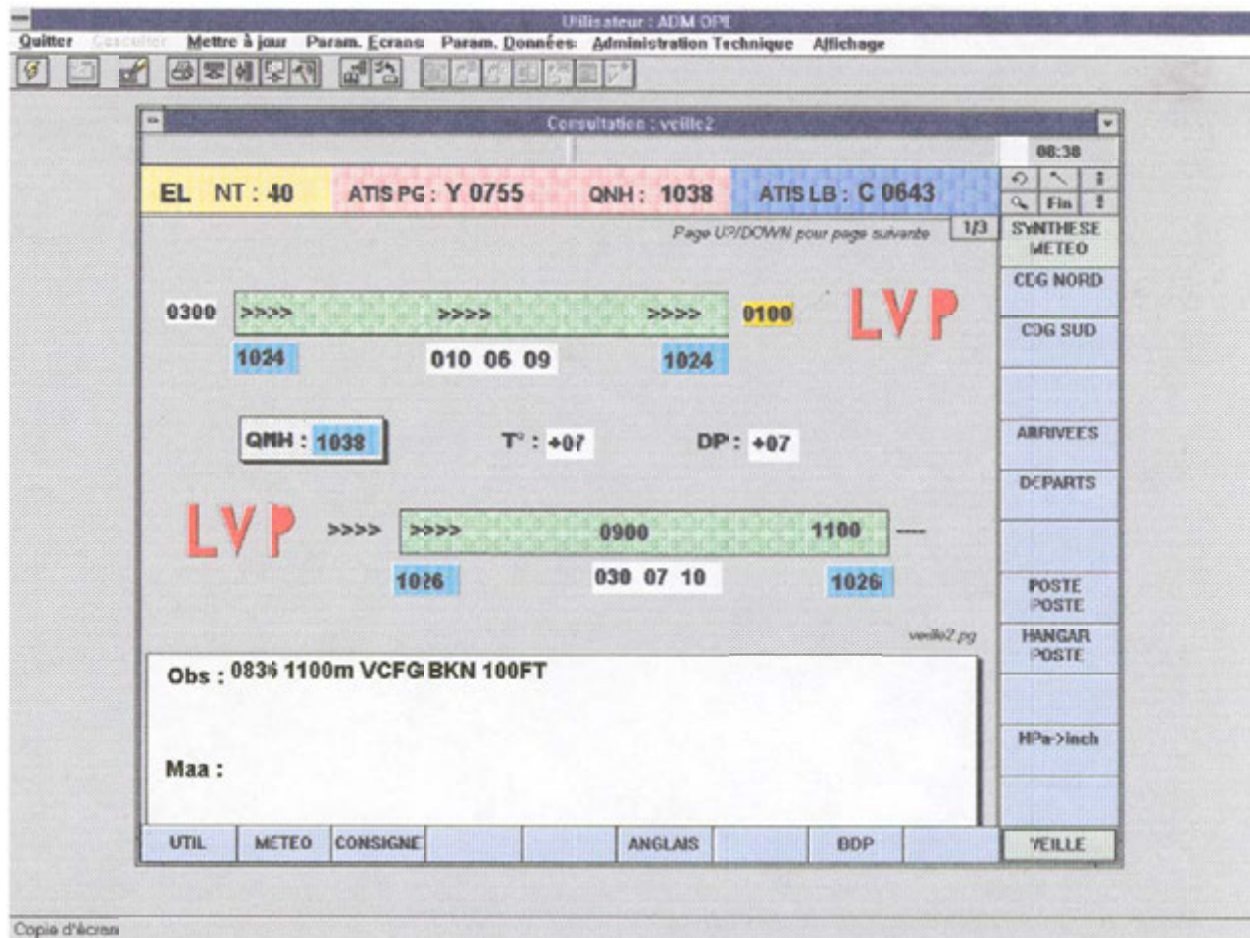 Utilisateur : ADM OPE
Quitter Mettre à jour Param. Ecrans Param. Données Administration Technique Affichage
Consultation : veille2
08:38
EL NT : 40 ATIS PG : Y 0755 QNH : 1038 ATIS LB : C 0643
Fin
Page UP/DOWN pour page suivante 1/3
SYNTHESE
METEO
CDG NORD
0300 >>>> >>>> >>>> 0100 LVP
CDG SUD
1024 010 06 09 1024
QNH : 1038 T° : +07 DP : +07
ARRIVEES
DEPARTS
LVP >>>> >>>> 0900 1100 ----
1026 030 07 10 1026
POSTE
POSTE
veille2.pg
HANGAR
POSTE
Obs : 0836 1100m VCFG BKN 100FT
HPa->inch
Maa :
UTIL METEO CONSIGNE ANGLAIS BDP VEILLE
Copie d'écran